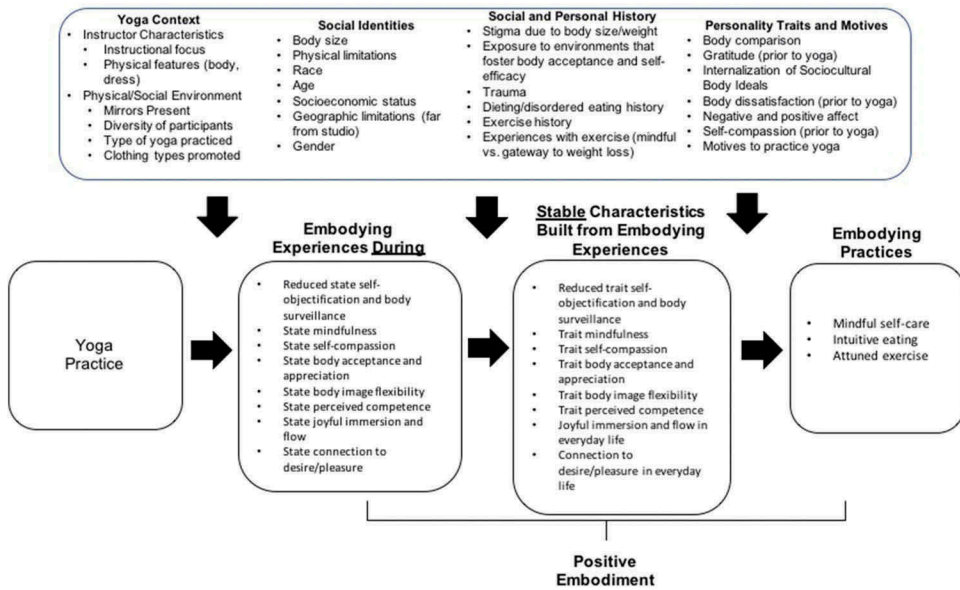 Yoga Context
• Instructor Characteristics
• Instructional focus
• Physical features (body,
dress)
• Physical/Social Environment
• Mirrors Present
• Diversity of participants
• Type of yoga practiced
• Clothing types promoted
Social Identities
• Body size
• Physical limitations
• Race
• Age
• Socioeconomic status
• Geographic limitations (far
from studio)
• Gender
Social and Personal History
• Stigma due to body size/weight
• Exposure to environments that
foster body acceptance and self-
efficacy
• Trauma
• Dieting/disordered eating history
• Exercise history
• Experiences with exercise (mindful
vs. gateway to weight loss)
Personality Traits and Motives
• Body comparison
• Gratitude (prior to yoga)
• Internalization of Sociocultural
Body Ideals
• Body dissatisfaction (prior to yoga)
• Negative and positive affect
• Self-compassion (prior to yoga)
• Motives to practice yoga
Yoga
Practice
Embodying
Experiences During
• Reduced state self-
objectification and body
surveillance
• State mindfulness
• State self-compassion
• State body acceptance and
appreciation
• State body image flexibility
• State perceived competence
• State joyful immersion and
flow
• State connection to
desire/pleasure
Stable Characteristics
Built from Embodying
Experiences
• Reduced trait self-
objectification and body
surveillance
• Trait mindfulness
• Trait self-compassion
• Trait body acceptance and
appreciation
• Trait body image flexibility
• Trait perceived competence
• Joyful immersion and flow in
everyday life
• Connection to
desire/pleasure in everyday
life
Embodying
Practices
• Mindful self-care
• Intuitive eating
• Attuned exercise
Positive
Embodiment